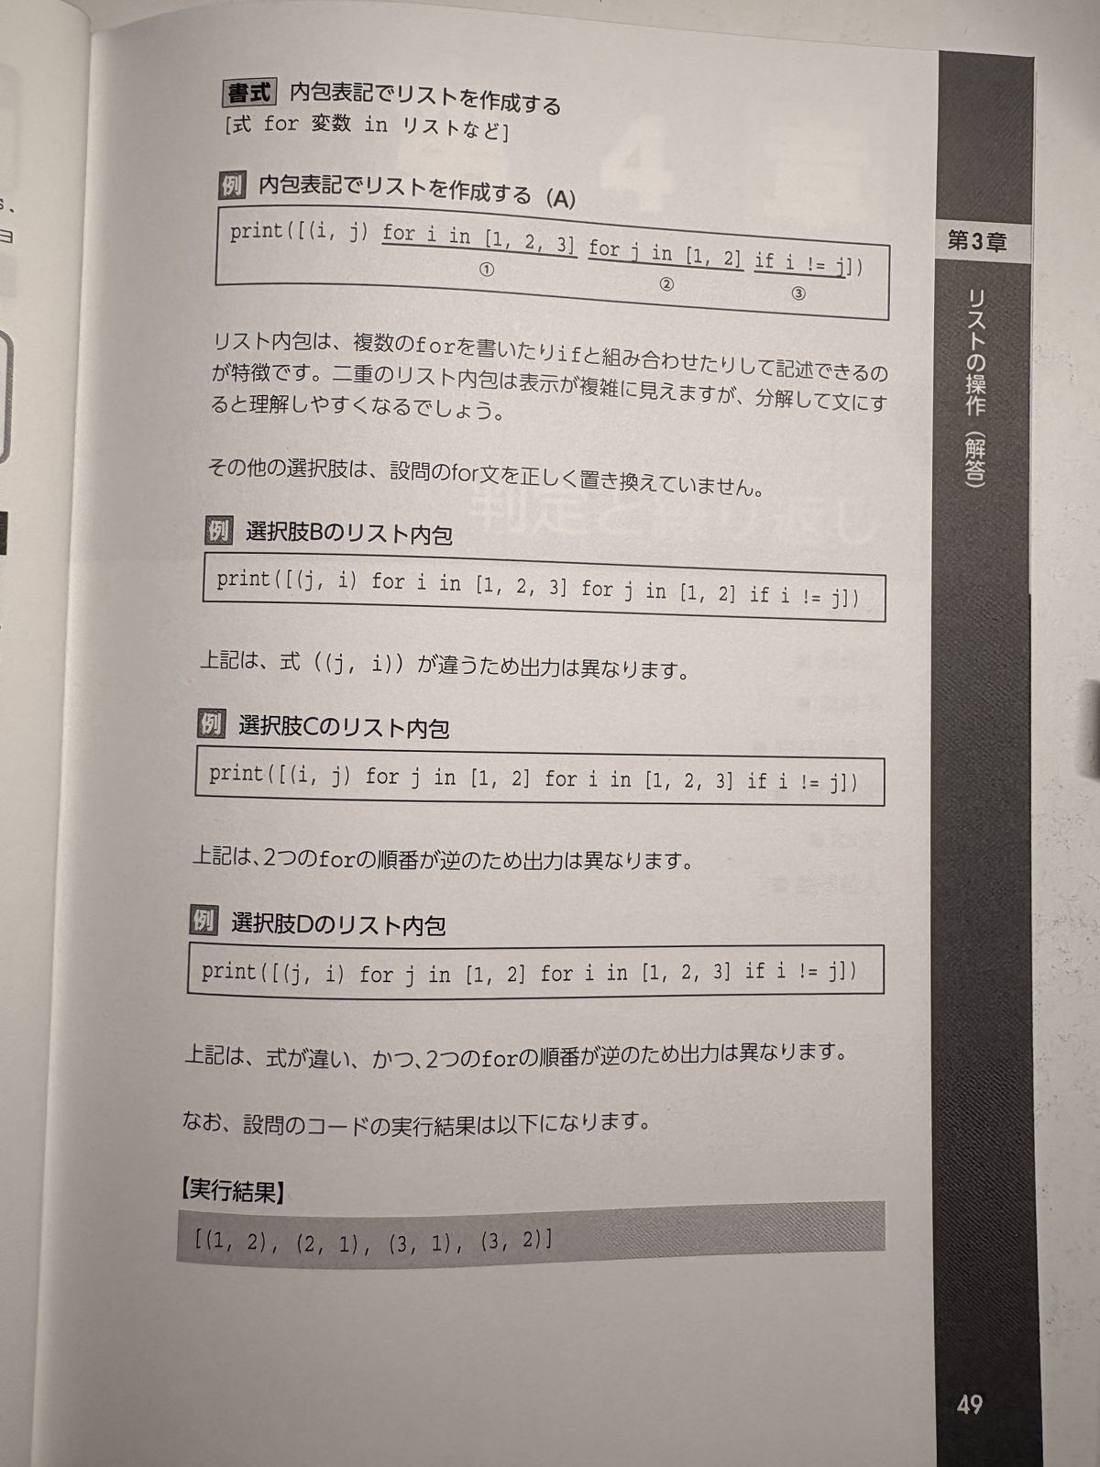 書式 内包表記でリストを作成する
[式 for 変数 in リストなど]
例 内包表記でリストを作成する（A）
print([(i, j) for i in [1, 2, 3] for j in [1, 2] if i != j])
① ② ③
リスト内包は、複数のforを書いたりifと組み合わせたりして記述できるの
が特徴です。二重のリスト内包は表示が複雑に見えますが、分解して文にす
ると理解しやすくなるでしょう。
その他の選択肢は、設問のfor文を正しく置き換えていません。
例 選択肢Bのリスト内包
print([(j, i) for i in [1, 2, 3] for j in [1, 2] if i != j])
上記は、式（(j, i)）が違うため出力は異なります。
例 選択肢Cのリスト内包
print([(i, j) for j in [1, 2] for i in [1, 2, 3] if i != j])
上記は、2つのforの順番が逆のため出力は異なります。
例 選択肢Dのリスト内包
print([(j, i) for j in [1, 2] for i in [1, 2, 3] if i != j])
上記は、式が違い、かつ、2つのforの順番が逆のため出力は異なります。
なお、設問のコードの実行結果は以下になります。
【実行結果】
[(1, 2), (2, 1), (3, 1), (3, 2)]
第3章
リストの操作（解答）
49